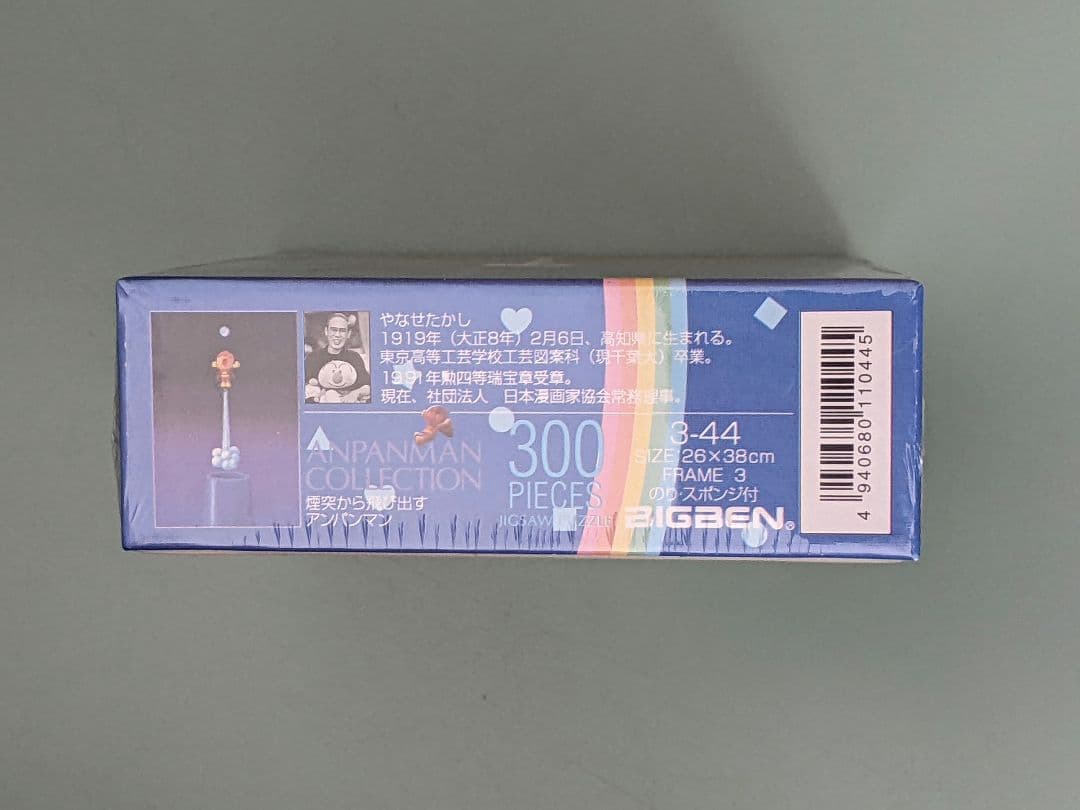 やなせたかし
1919年（大正8年）2月6日、高知県に生まれる。
東京高等工芸学校工芸図案科（現千葉大）卒業。
1991年勲四等瑞宝章受章。
現在、社団法人　日本漫画家協会常務理事。
ANPANMAN
COLLECTION
煙突から飛び出す
アンパンマン
300
PIECES
JIGSAW PUZZLE
3-44
SIZE 26×38cm
FRAME 3
のり・スポンジ付
BIGBEN®
4 940680 110445